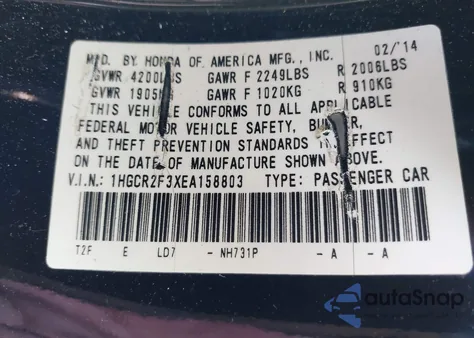 MFD. BY HONDA OF AMERICA MFG., INC. 02/'14
GVWR 4200LBS GAWR F 2249LBS R 2006LBS
GVWR 1905KG GAWR F 1020KG R 910KG
THIS VEHICLE CONFORMS TO ALL APPLICABLE
FEDERAL MOTOR VEHICLE SAFETY, BUMPER,
AND THEFT PREVENTION STANDARDS IN EFFECT
ON THE DATE OF MANUFACTURE SHOWN ABOVE.
V.I.N.: 1HGCR2F3XEA158803 TYPE: PASSENGER CAR
T2F E LD7 - NH731P - A - A
autoSnap